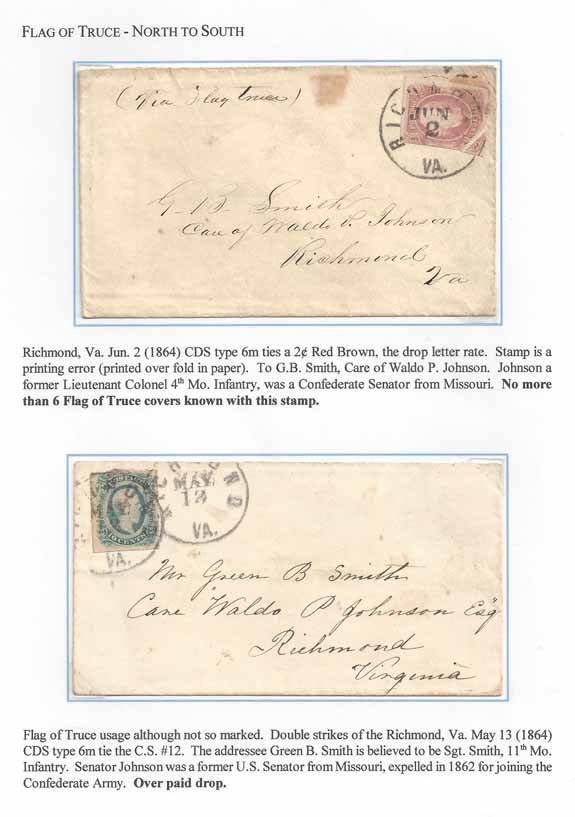 FLAG OF TRUCE - NORTH TO SOUTH
(Via Flag truce)
RICHMOND
JUN
2
VA.
G. B. Smith
Care of Waldo P. Johnson
Richmond
Va
Richmond, Va. Jun. 2 (1864) CDS type 6m ties a 2¢ Red Brown, the drop letter rate. Stamp is a
printing error (printed over fold in paper). To G.B. Smith, Care of Waldo P. Johnson. Johnson a
former Lieutenant Colonel 4th Mo. Infantry, was a Confederate Senator from Missouri. No more
than 6 Flag of Truce covers known with this stamp.
RICHMOND
MAY
13
VA.
VA.
Mr Green B Smith
Care Waldo P Johnson Esq
Richmond
Virginia
Flag of Truce usage although not so marked. Double strikes of the Richmond, Va. May 13 (1864)
CDS type 6m tie the C.S. #12. The addressee Green B. Smith is believed to be Sgt. Smith, 11th Mo.
Infantry. Senator Johnson was a former U.S. Senator from Missouri, expelled in 1862 for joining the
Confederate Army. Over paid drop.